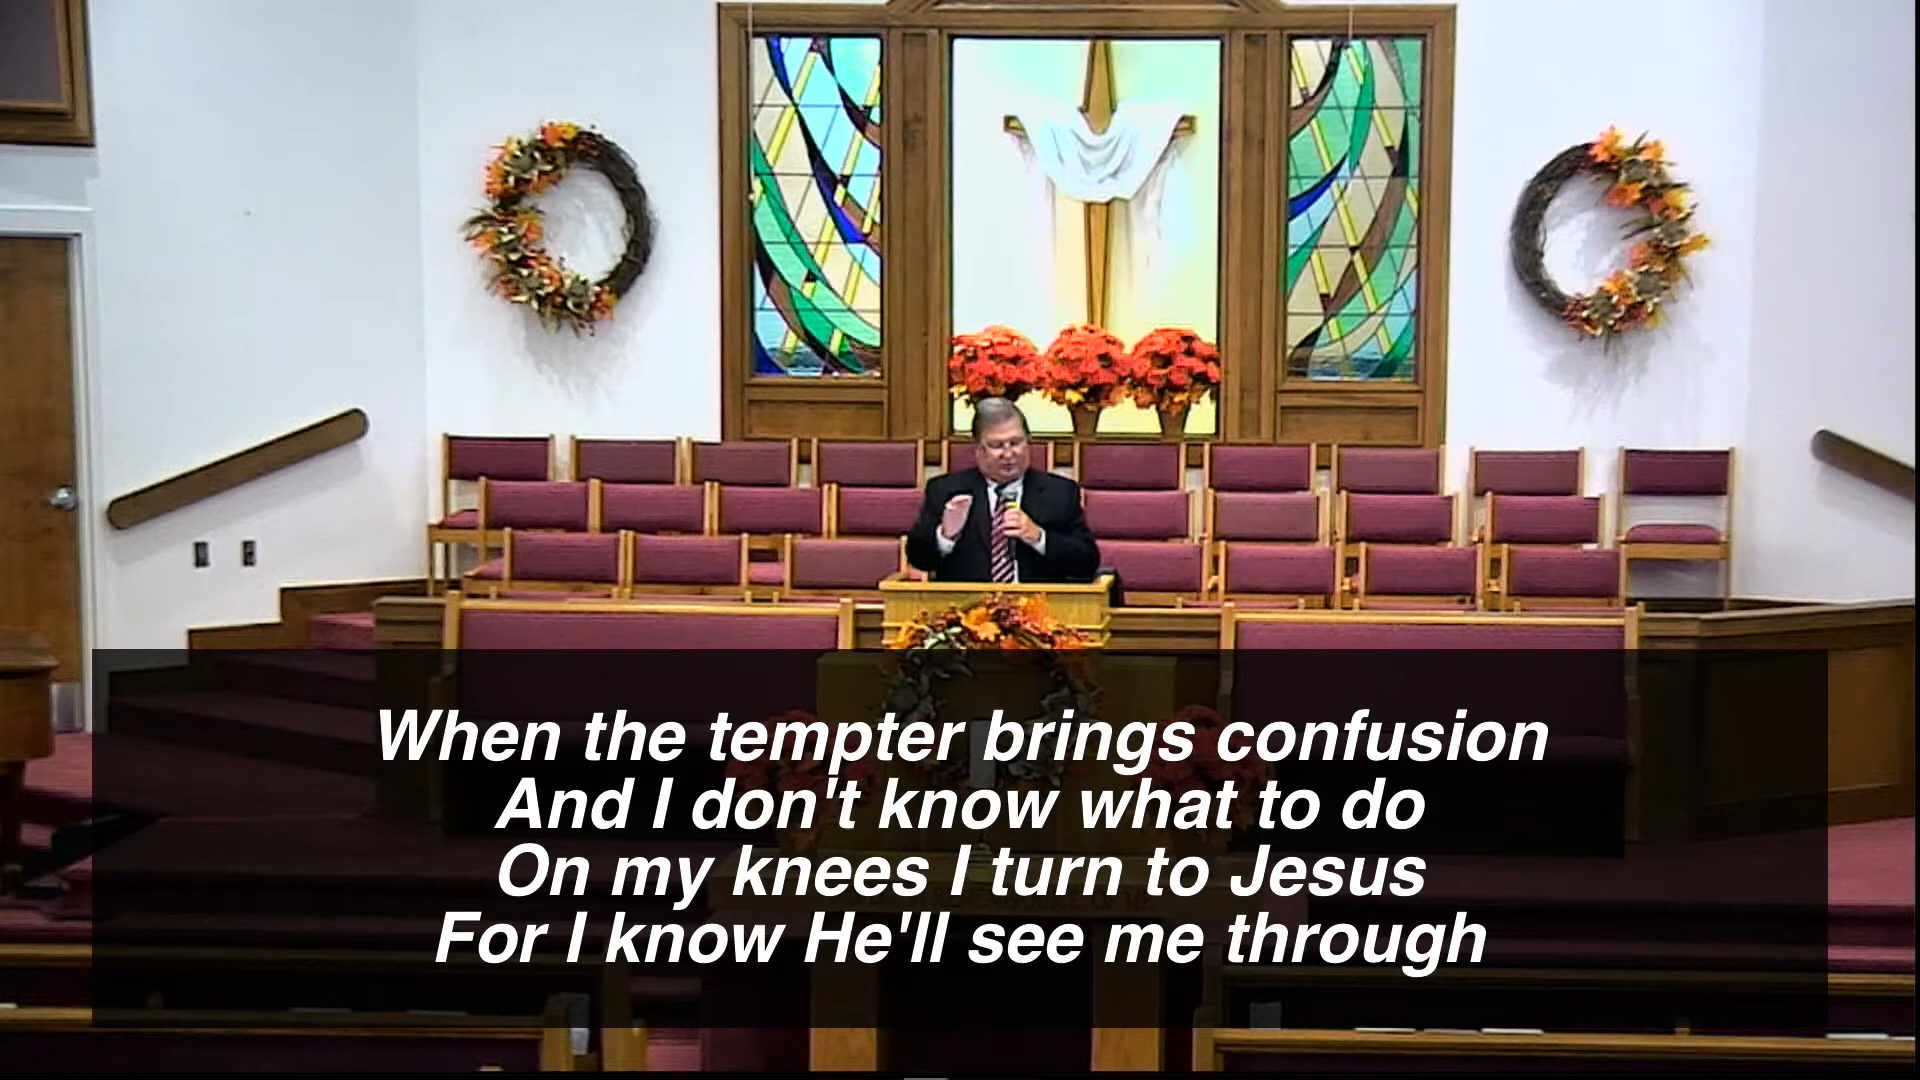 When the tempter brings confusion
And I don't know what to do
On my knees I turn to Jesus
For I know He'll see me through